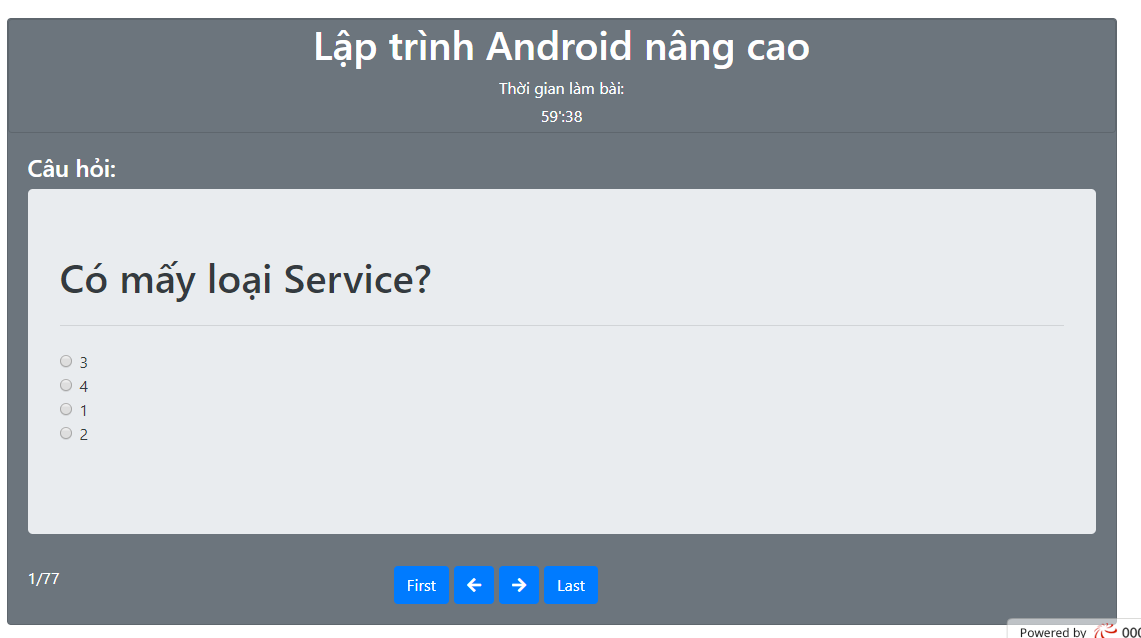 Lập trình Android nâng cao
Thời gian làm bài:
59':38
Câu hỏi:
Có mấy loại Service?
3
4
1
2
1/77
First
Last
Powered by 000